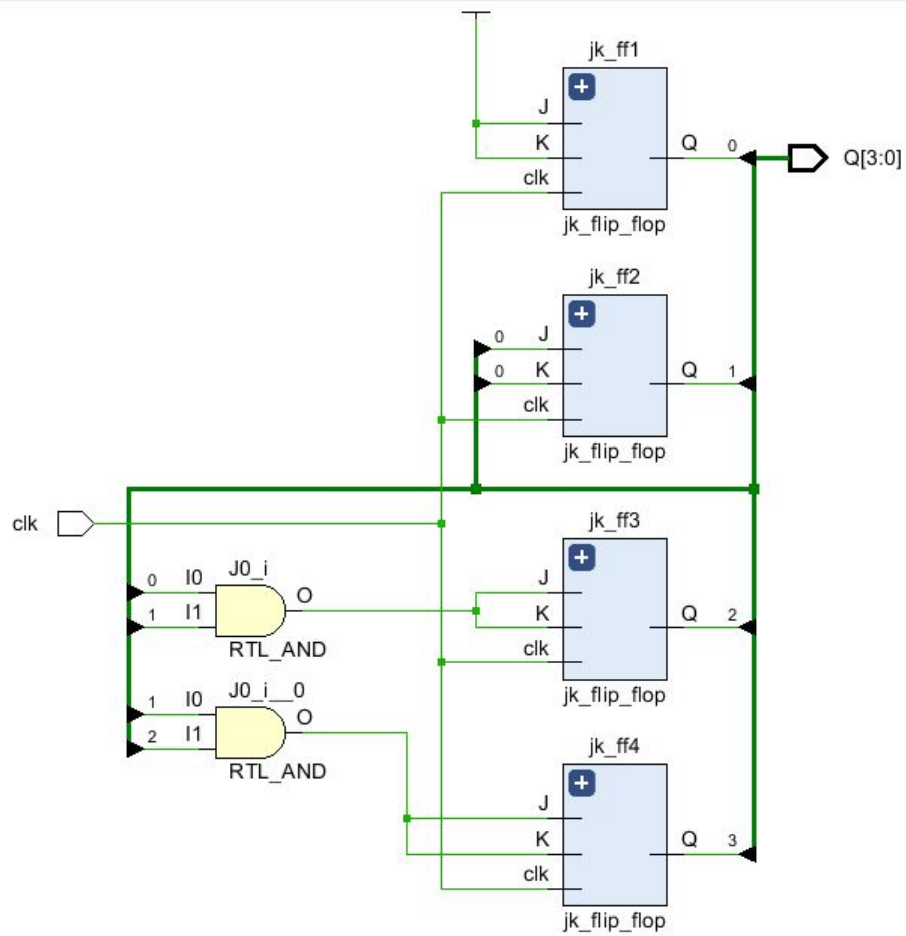 jk_ff1
J
K
clk
Q
0
Q[3:0]
jk_flip_flop
jk_ff2
0
J
0
K
clk
Q
1
jk_flip_flop
clk
jk_ff3
J
K
clk
Q
2
jk_flip_flop
J0_i
0
I0
1
I1
O
RTL_AND
J0_i__0
1
I0
2
I1
O
RTL_AND
jk_ff4
J
K
clk
Q
3
jk_flip_flop